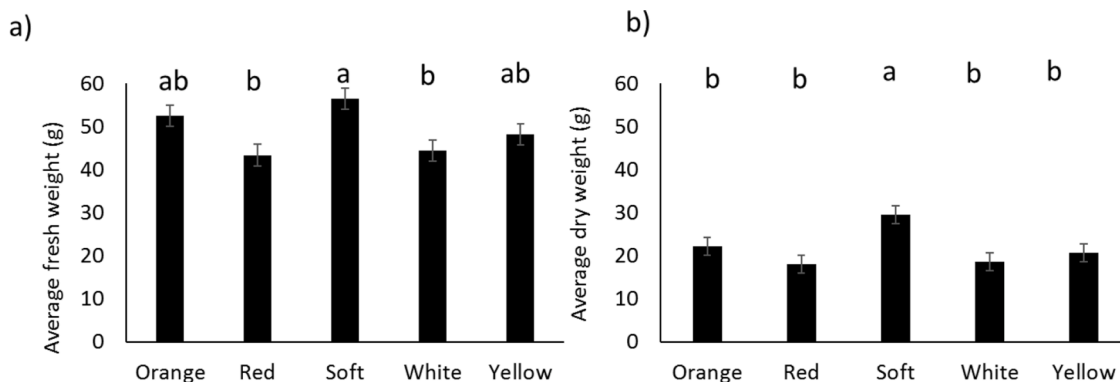 a)
Average fresh weight (g)
60
50
40
30
20
10
0
ab b a b ab
Orange Red Soft White Yellow
b)
Average dry weight (g)
60
50
40
30
20
10
0
b b a b b
Orange Red Soft White Yellow